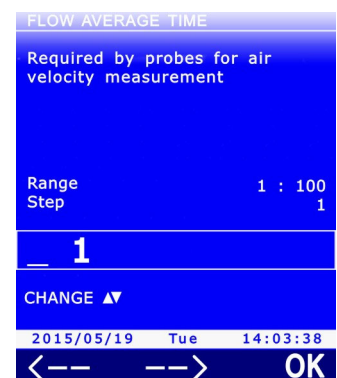 FLOW AVERAGE TIME
Required by probes for air
velocity measurement
Range 1 : 100
Step 1
_ 1
CHANGE ▲▼
2015/05/19 Tue 14:03:38
<-- --> OK